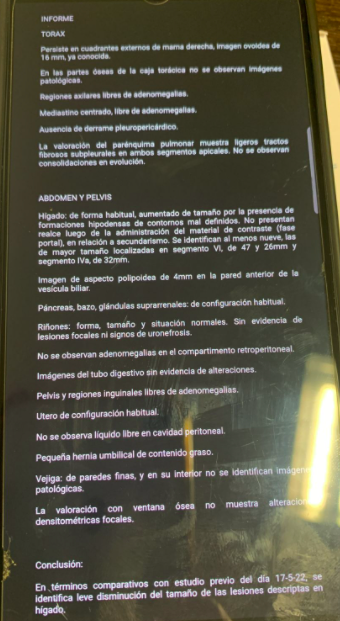 INFORME
TORAX
Persiste en cuadrantes externos de mama derecha, imagen ovoidea de
16 mm, ya conocida.
En las partes óseas de la caja torácica no se observan imágenes
patológicas.
Regiones axilares libres de adenomegalias.
Mediastino centrado, libre de adenomegalias.
Ausencia de derrame pleuropericárdico.
La valoración del parénquima pulmonar muestra ligeros tractos
fibrosos subpleurales en ambos segmentos apicales. No se observan
consolidaciones en evolución.
ABDOMEN Y PELVIS
Hígado: de forma habitual, aumentado de tamaño por la presencia de
formaciones hipodensas de contornos mal definidos. No presentan
realce luego de la administración del material de contraste (fase
portal), en relación a secundarismo. Se identifican al menos nueve, las
de mayor tamaño localizadas en segmento VI, de 47 y 26mm y
segmento IVa, de 32mm.
Imagen de aspecto polipoidea de 4mm en la pared anterior de la
vesícula biliar.
Páncreas, bazo, glándulas suprarrenales: de configuración habitual.
Riñones: forma, tamaño y situación normales. Sin evidencia de
lesiones focales ni signos de uronefrosis.
No se observan adenomegalias en el compartimento retroperitoneal.
Imágenes del tubo digestivo sin evidencia de alteraciones.
Pelvis y regiones inguinales libres de adenomegalias.
Utero de configuración habitual.
No se observa líquido libre en cavidad peritoneal.
Pequeña hernia umbilical de contenido graso.
Vejiga: de paredes finas, y en su interior no se identifican imágene
patológicas.
La valoración con ventana ósea no muestra alteracion
densitométricas focales.
Conclusión:
En términos comparativos con estudio previo del día 17-5-22, se
identifica leve disminución del tamaño de las lesiones descriptas en
hígado.